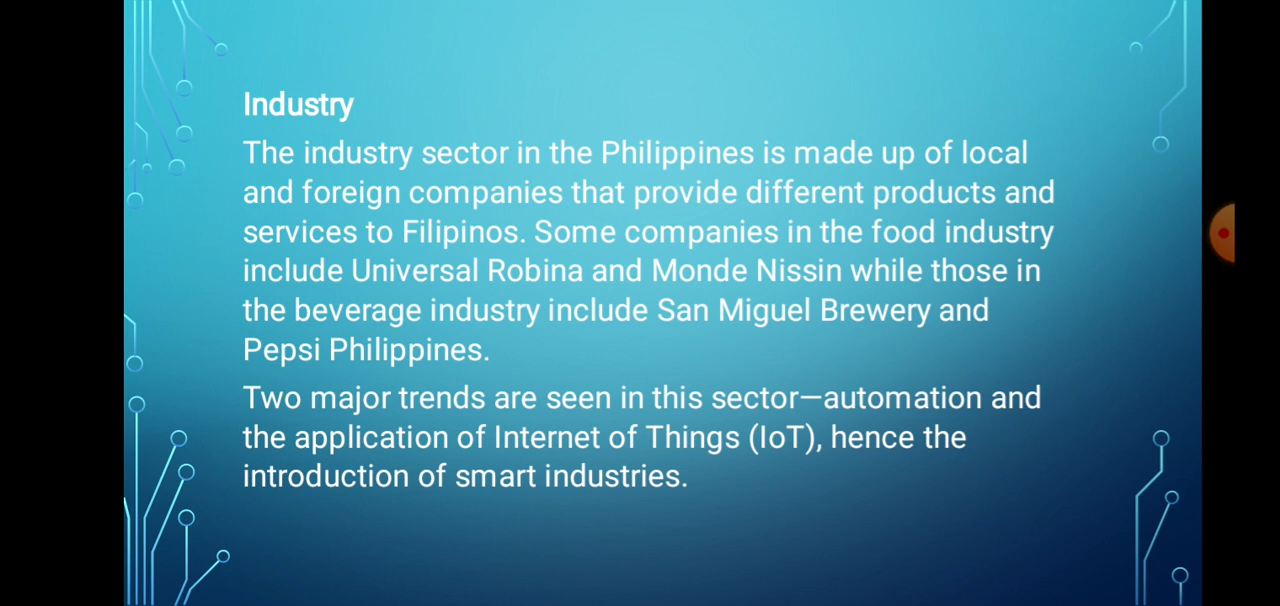 Industry
The industry sector in the Philippines is made up of local
and foreign companies that provide different products and
services to Filipinos. Some companies in the food industry
include Universal Robina and Monde Nissin while those in
the beverage industry include San Miguel Brewery and
Pepsi Philippines.
Two major trends are seen in this sector—automation and
the application of Internet of Things (IoT), hence the
introduction of smart industries.